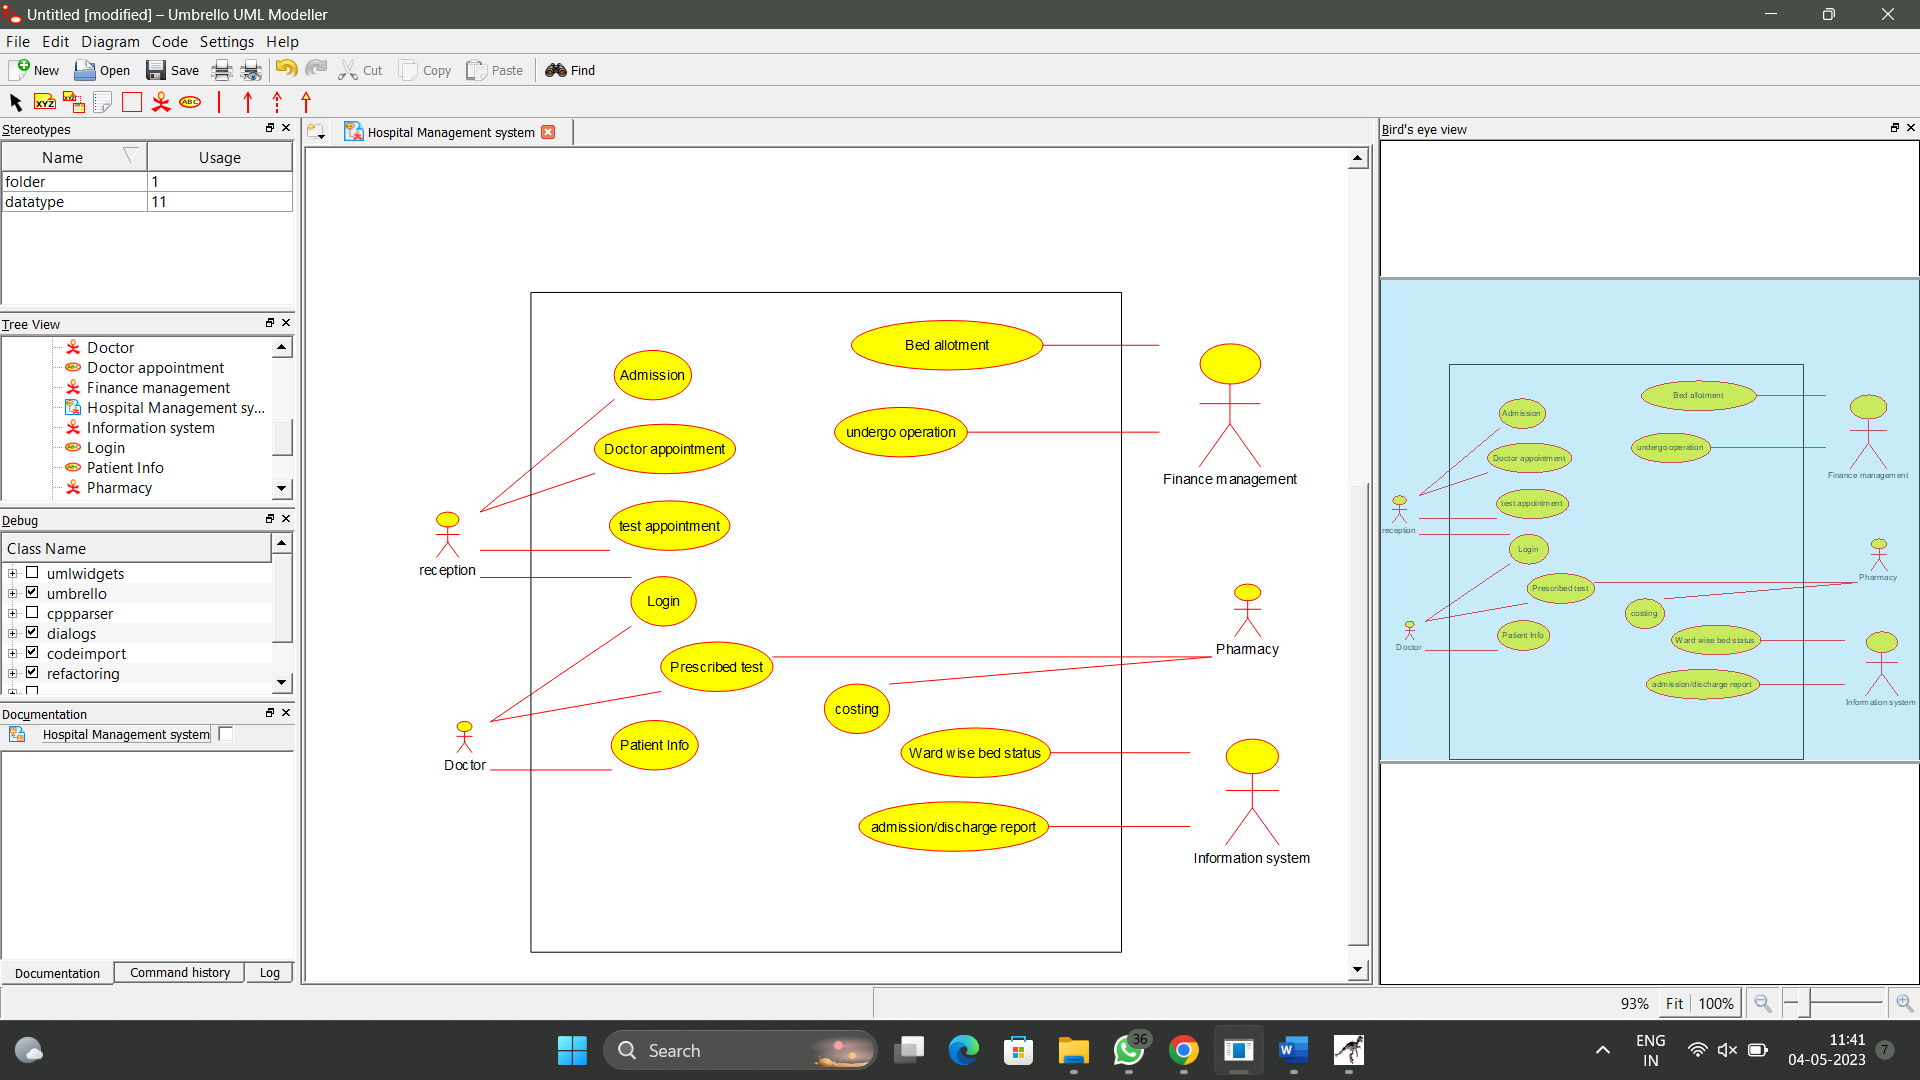 Untitled [modified] – Umbrello UML Modeller
File Edit Diagram Code Settings Help
New Open Save Cut Copy Paste Find
XYZ XYZ ABC
Stereotypes
Name Usage
folder 1
datatype 11
Tree View
Doctor
Doctor appointment
Finance management
Hospital Management sy...
Information system
Login
Patient Info
Pharmacy
Debug
Class Name
umlwidgets
umbrello
cppparser
dialogs
codeimport
refactoring
Documentation
Hospital Management system
Documentation Command history Log
Hospital Management system
Bed allotment
Admission
undergo operation
Doctor appointment
Finance management
test appointment
reception
Login
Pharmacy
Prescribed test
costing
Patient Info
Ward wise bed status
Doctor
admission/discharge report
Information system
Bird's eye view
Bed allotment
Admission
undergo operation
Doctor appointment
Finance management
test appointment
reception
Login
Pharmacy
Prescribed test
costing
Patient Info
Ward wise bed status
Doctor
admission/discharge report
Information system
93% Fit 100%
Search
36
W
ENG
IN
11:41
04-05-2023
7